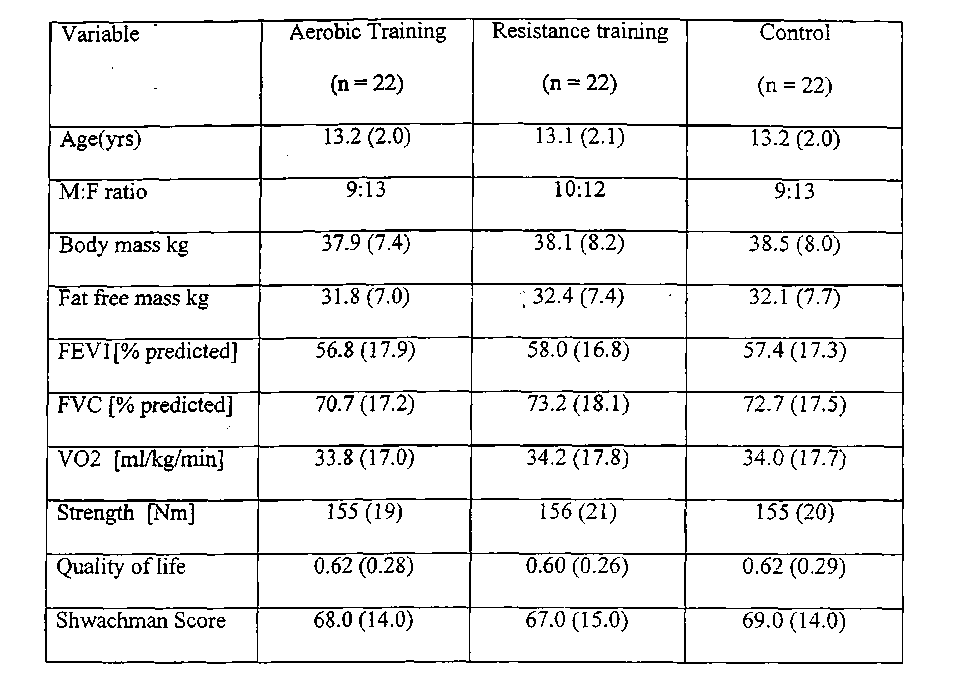 Variable Aerobic Training Resistance training Control
(n = 22) (n = 22) (n = 22)
Age(yrs) 13.2 (2.0) 13.1 (2.1) 13.2 (2.0)
M:F ratio 9:13 10:12 9:13
Body mass kg 37.9 (7.4) 38.1 (8.2) 38.5 (8.0)
Fat free mass kg 31.8 (7.0) 32.4 (7.4) 32.1 (7.7)
FEV1[% predicted] 56.8 (17.9) 58.0 (16.8) 57.4 (17.3)
FVC [% predicted] 70.7 (17.2) 73.2 (18.1) 72.7 (17.5)
VO2 [ml/kg/min] 33.8 (17.0) 34.2 (17.8) 34.0 (17.7)
Strength [Nm] 155 (19) 156 (21) 155 (20)
Quality of life 0.62 (0.28) 0.60 (0.26) 0.62 (0.29)
Shwachman Score 68.0 (14.0) 67.0 (15.0) 69.0 (14.0)